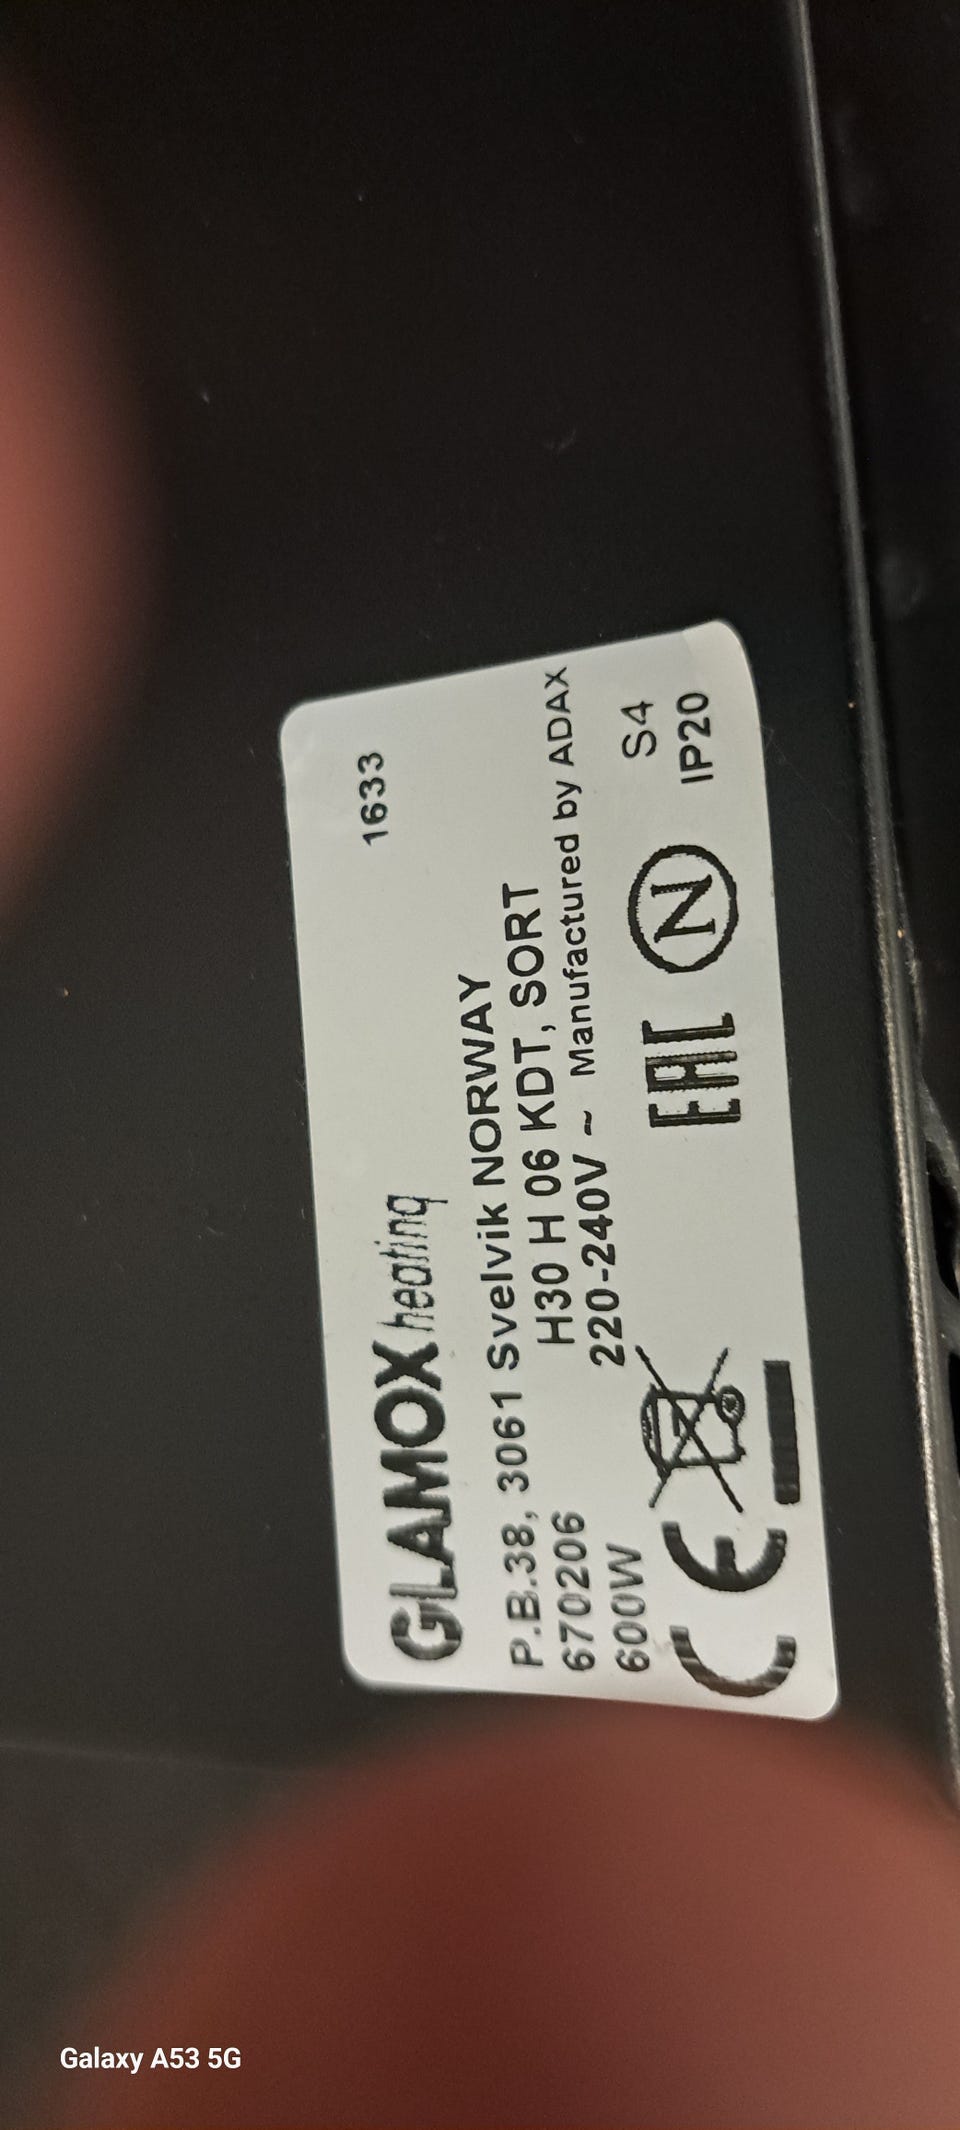 1633
GLAMOX heating
P.B.38, 3061 Svelvik NORWAY
670206 H30 H 06 KDT, SORT
600W 220-240V ~ Manufactured by ADAX
CE EAC N S4
IP20
Galaxy A53 5G